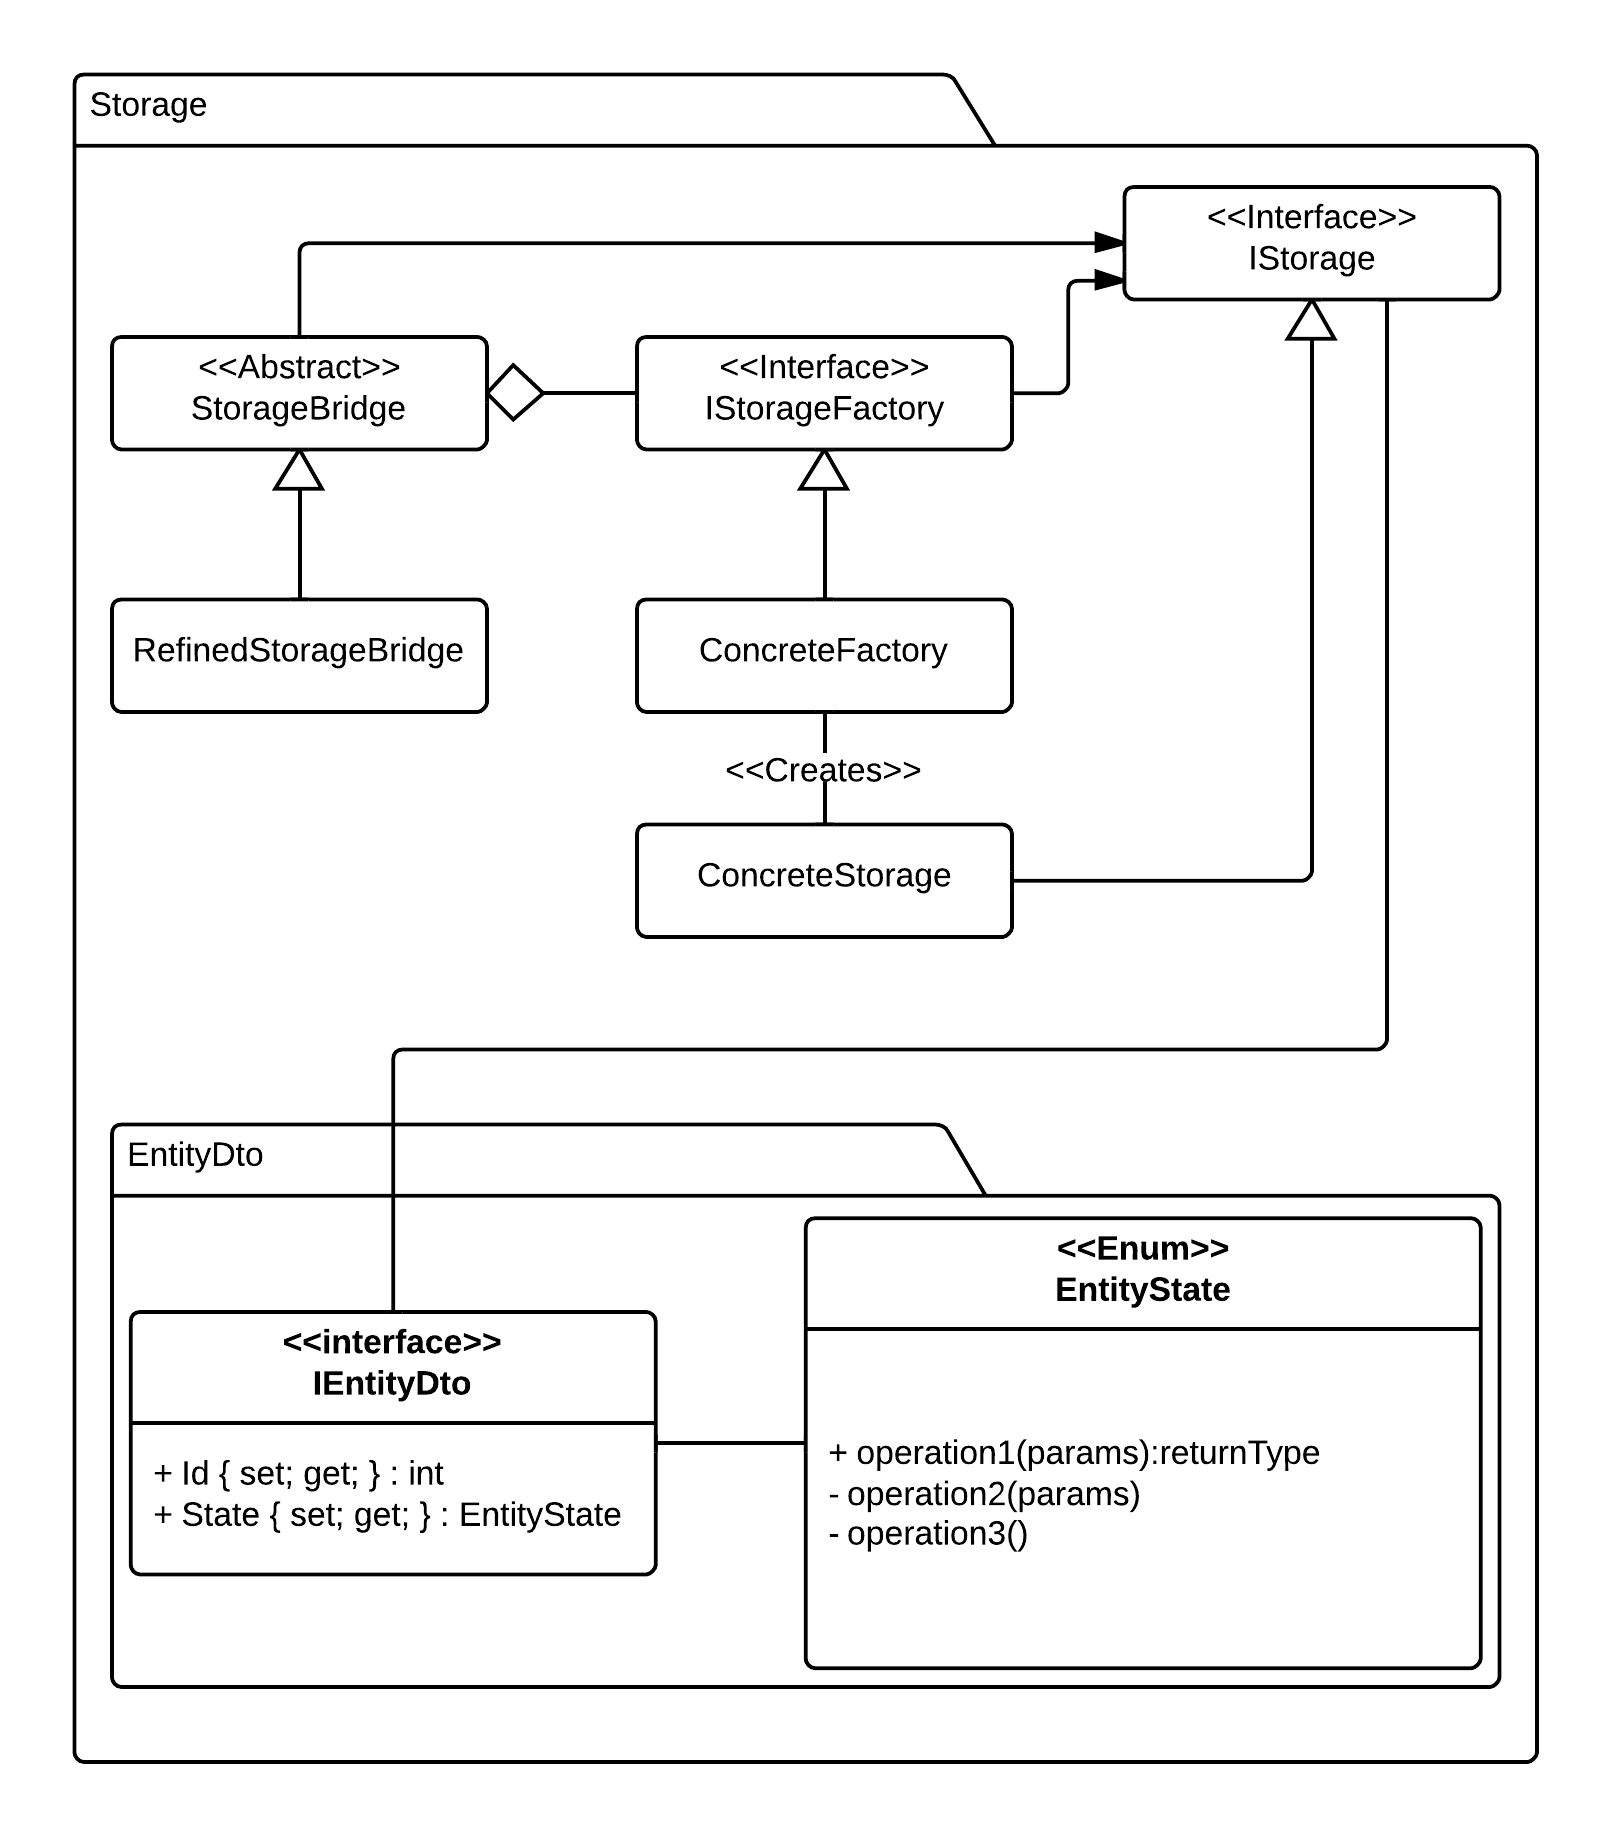 Storage
<<Interface>>
IStorage
<<Abstract>>
StorageBridge
<<Interface>>
IStorageFactory
RefinedStorageBridge
ConcreteFactory
<<Creates>>
ConcreteStorage
EntityDto
<<Enum>>
EntityState
<<interface>>
IEntityDto
+ Id { set; get; } : int
+ State { set; get; } : EntityState
+ operation1(params):returnType
- operation2(params)
- operation3()